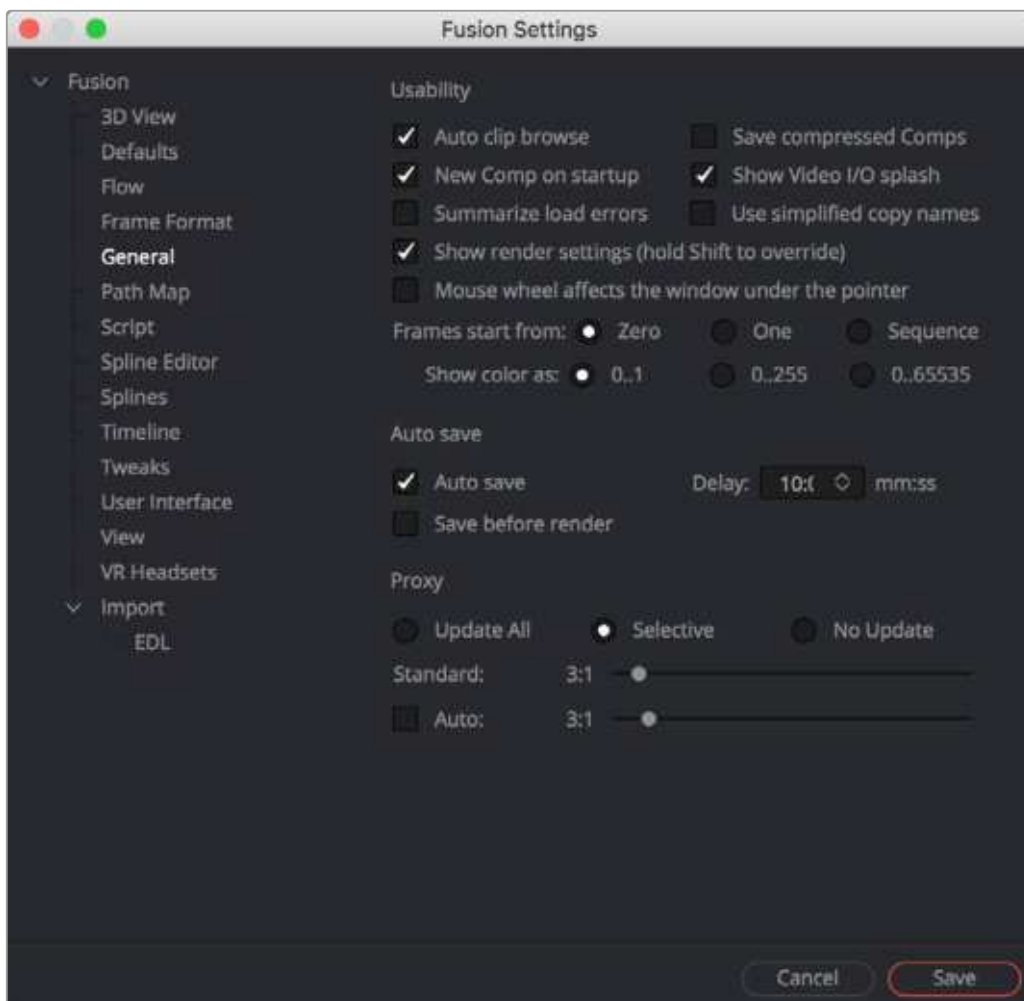 Fusion Settings
Fusion
3D View
Defaults
Flow
Frame Format
General
Path Map
Script
Spline Editor
Splines
Timeline
Tweaks
User Interface
View
VR Headsets
Import
EDL
Usability
Auto clip browse Save compressed Comps
New Comp on startup Show Video I/O splash
Summarize load errors Use simplified copy names
Show render settings (hold Shift to override)
Mouse wheel affects the window under the pointer
Frames start from: Zero One Sequence
Show color as: 0..1 0..255 0..65535
Auto save
Auto save Delay: 10:( mm:ss
Save before render
Proxy
Update All Selective No Update
Standard: 3:1
Auto: 3:1
Cancel Save